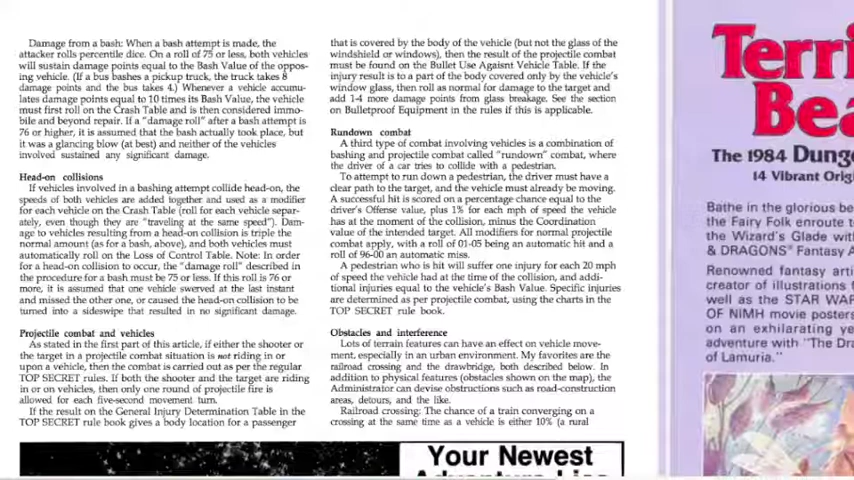 Damage from a bash: When a bash attempt is made, the
attacker rolls percentile dice. On a roll of 75 or less, both vehicles
will sustain damage points equal to the Bash Value of the oppos-
ing vehicle. (If a bus bashes a pickup truck, the truck takes 8
damage points and the bus takes 4.) Whenever a vehicle accumu-
lates damage points equal to 10 times its Bash Value, the vehicle
must first roll on the Crash Table and is then considered immo-
bile and beyond repair. If a "damage roll" after a bash attempt is
76 or higher, it is assumed that the bash actually took place, but
it was a glancing blow (at best) and neither of the vehicles
involved sustained any significant damage.
Head-on collisions
If vehicles involved in a bashing attempt collide head-on, the
speeds of both vehicles are added together and used as a modifier
for each vehicle on the Crash Table (roll for each vehicle separ-
ately, even though they are "traveling at the same speed"). Dam-
age to vehicles resulting from a head-on collision is triple the
normal amount (as for a bash, above), and both vehicles must
automatically roll on the Loss of Control Table. Note: In order
for a head-on collision to occur, the "damage roll" described in
the procedure for a bash must be 75 or less. If this roll is 76 or
more, it is assumed that one vehicle swerved at the last instant
and missed the other one, or caused the head-on collision to be
turned into a sideswipe that resulted in no significant damage.
Projectile combat and vehicles
As stated in the first part of this article, if either the shooter or
the target in a projectile combat situation is not riding in or
upon a vehicle, then the combat is carried out as per the regular
TOP SECRET rules. If both the shooter and the target are riding
in or on vehicles, then only one round of projectile fire is
allowed for each five-second movement turn.
If the result on the General Injury Determination Table in the
TOP SECRET rule book gives a body location for a passenger
that is covered by the body of the vehicle (but not the glass of the
windshield or windows), then the result of the projectile combat
must be found on the Bullet Use Agaisnt Vehicle Table. If the
injury result is to a part of the body covered only by the vehicle's
window glass, then roll as normal for damage to the target and
add 1-4 more damage points from glass breakage. See the section
on Bulletproof Equipment in the rules if this is applicable.
Rundown combat
A third type of combat involving vehicles is a combination of
bashing and projectile combat called "rundown" combat, where
the driver of a car tries to collide with a pedestrian.
To attempt to run down a pedestrian, the driver must have a
clear path to the target, and the vehicle must already be moving.
A successful hit is scored on a percentage chance equal to the
driver's Offense value, plus 1% for each mph of speed the vehicle
has at the moment of the collision, minus the Coordination
value of the intended target. All modifiers for normal projectile
combat apply, with a roll of 01-05 being an automatic hit and a
roll of 96-00 an automatic miss.
A pedestrian who is hit will suffer one injury for each 20 mph
of speed the vehicle had at the time of the collision, and addi-
tional injuries equal to the vehicle's Bash Value. Specific injuries
are determined as per projectile combat, using the charts in the
TOP SECRET rule book.
Obstacles and interference
Lots of terrain features can have an effect on vehicle move-
ment, especially in an urban environment. My favorites are the
railroad crossing and the drawbridge, both described below. In
addition to physical features (obstacles shown on the map), the
Administrator can devise obstructions such as road-construction
areas, detours, and the like.
Railroad crossing: The chance of a train converging on a
crossing at the same time as a vehicle is either 10% (a rural
Your Newest
Terri
Bea
The 1984 Dunge
14 Vibrant Orig
Bathe in the glorious be
the Fairy Folk enroute t
the Wizard's Glade wit
& DRAGONS® Fantasy A
Renowned fantasy arti
creator of illustrations f
well as the STAR WAR
OF NIMH movie posters
on an exhilarating ye
adventure with "The Dra
of Lamuria."